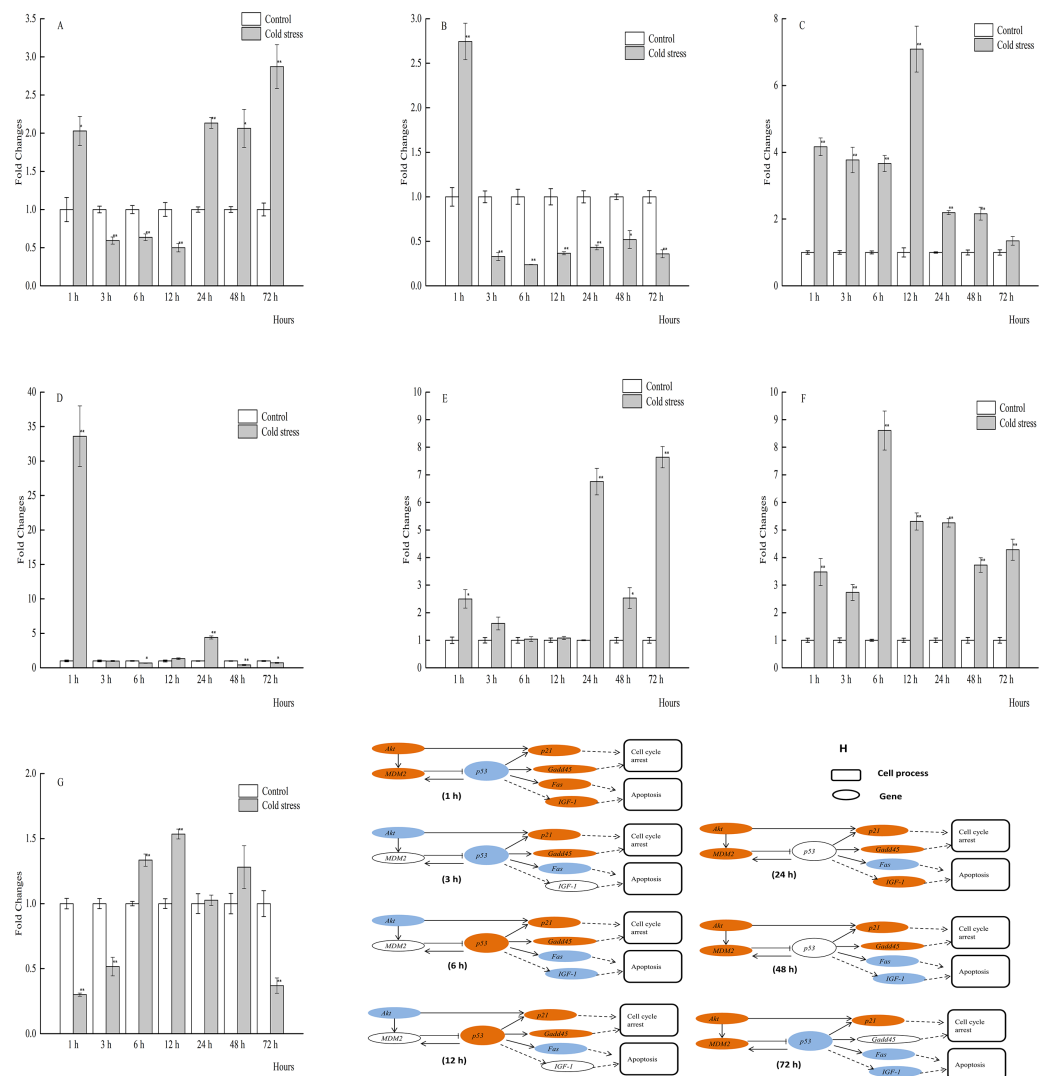 A
Control
Cold stress
Fold Changes
3.5
3.0
2.5
2.0
1.5
1.0
0.5
0.0
1 h 3 h 6 h 12 h 24 h 48 h 72 h
Hours
B
Control
Cold stress
Fold Changes
3.0
2.5
2.0
1.5
1.0
0.5
0.0
1 h 3 h 6 h 12 h 24 h 48 h 72 h
Hours
C
Control
Cold stress
Fold Changes
8
6
4
2
0
1 h 3 h 6 h 12 h 24 h 48 h 72 h
Hours
D
Control
Cold stress
Fold Changes
40
35
30
25
20
15
10
5
0
1 h 3 h 6 h 12 h 24 h 48 h 72 h
Hours
E
Control
Cold stress
Fold Changes
10
9
8
7
6
5
4
3
2
1
0
1 h 3 h 6 h 12 h 24 h 48 h 72 h
Hours
F
Control
Cold stress
Fold Changes
10
9
8
7
6
5
4
3
2
1
0
1 h 3 h 6 h 12 h 24 h 48 h 72 h
Hours
G
Control
Cold stress
Fold Changes
2.0
1.5
1.0
0.5
0.0
1 h 3 h 6 h 12 h 24 h 48 h 72 h
Hours
H
Cell process
Gene
Akt
MDM2
p53
p21
Gadd45
Fas
IGF-1
Cell cycle
arrest
Apoptosis
(1 h)
Akt
MDM2
p53
p21
Gadd45
Fas
IGF-1
Cell cycle
arrest
Apoptosis
(3 h)
Akt
MDM2
p53
p21
Gadd45
Fas
IGF-1
Cell cycle
arrest
Apoptosis
(6 h)
Akt
MDM2
p53
p21
Gadd45
Fas
IGF-1
Cell cycle
arrest
Apoptosis
(12 h)
Akt
MDM2
p53
p21
Gadd45
Fas
IGF-1
Cell cycle
arrest
Apoptosis
(24 h)
Akt
MDM2
p53
p21
Gadd45
Fas
IGF-1
Cell cycle
arrest
Apoptosis
(48 h)
Akt
MDM2
p53
p21
Gadd45
Fas
IGF-1
Cell cycle
arrest
Apoptosis
(72 h)